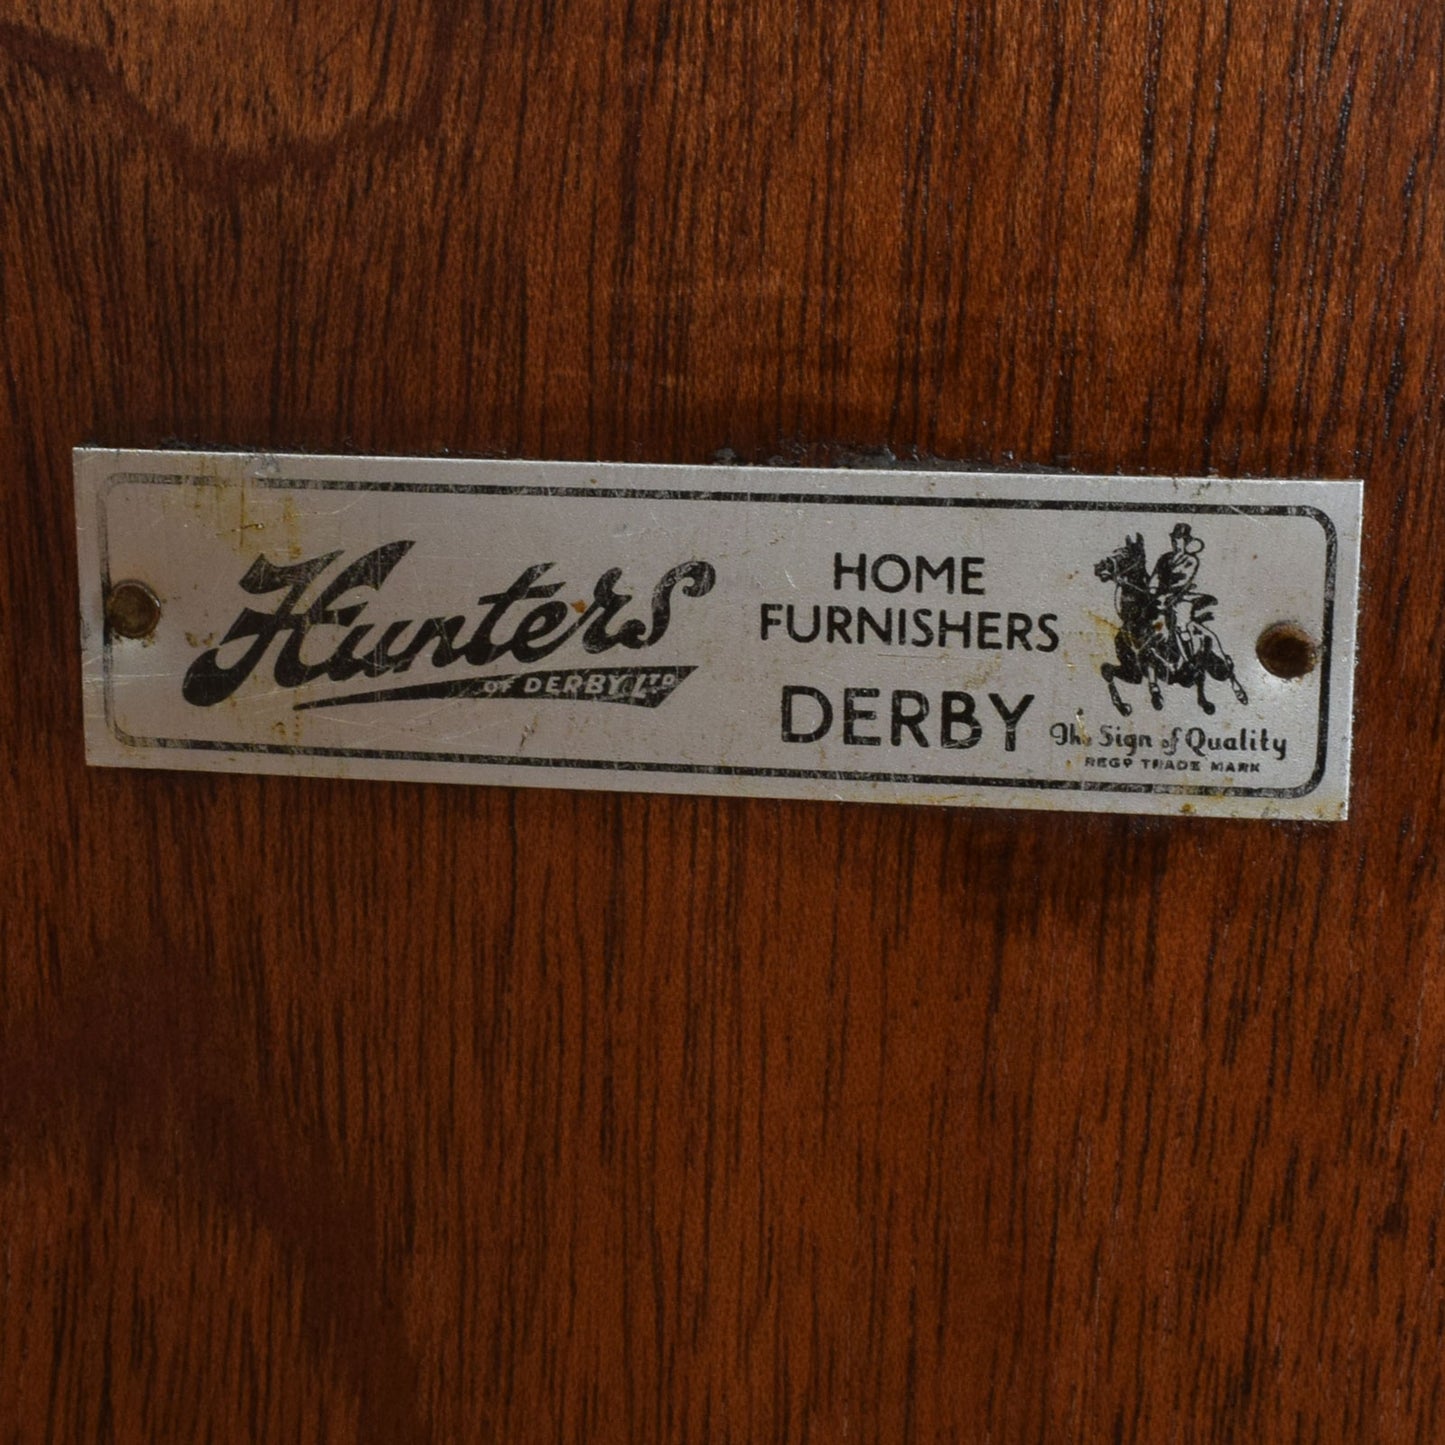 Hunters
OF DERBY LTD
HOME
FURNISHERS
DERBY
The Sign of Quality
REGD TRADE MARK